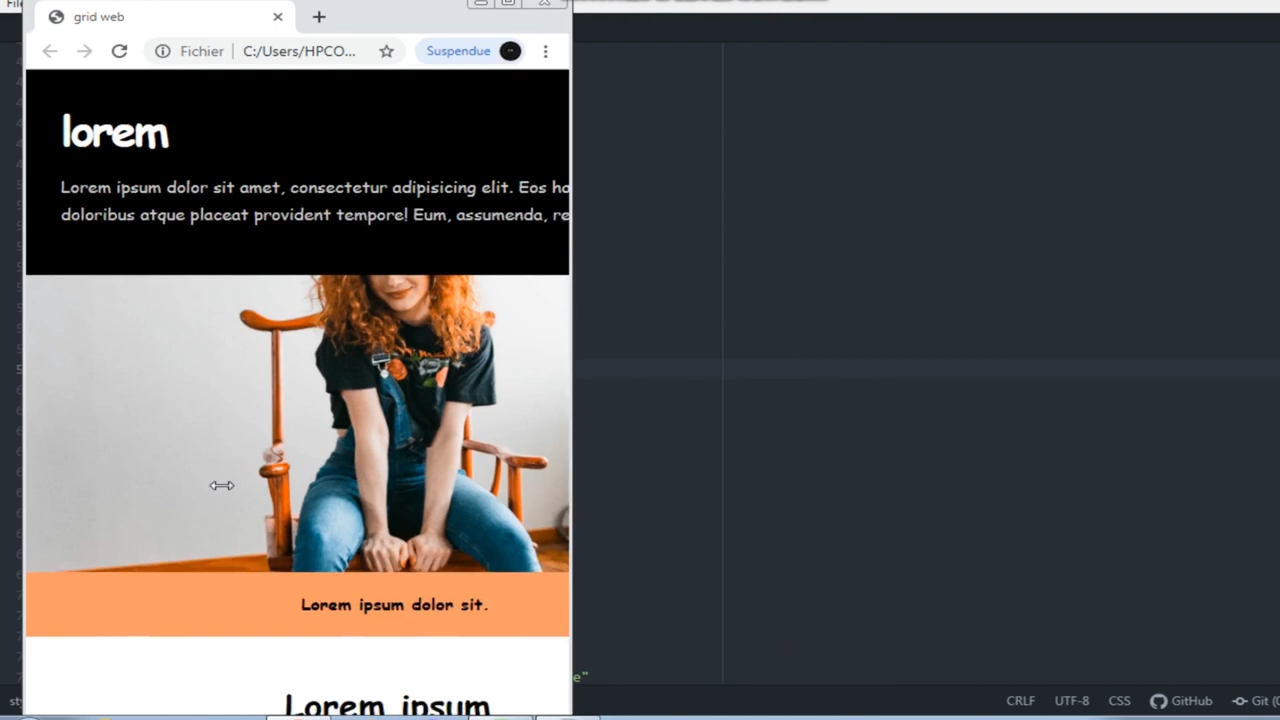 grid web
Fichier C:/Users/HPCO... Suspendue
lorem
Lorem ipsum dolor sit amet, consectetur adipisicing elit. Eos
doloribus atque placeat provident tempore! Eum, assumenda, re
Lorem ipsum dolor sit.
Lorem ipsum
e"
CRLF UTF-8 CSS GitHub Git (0